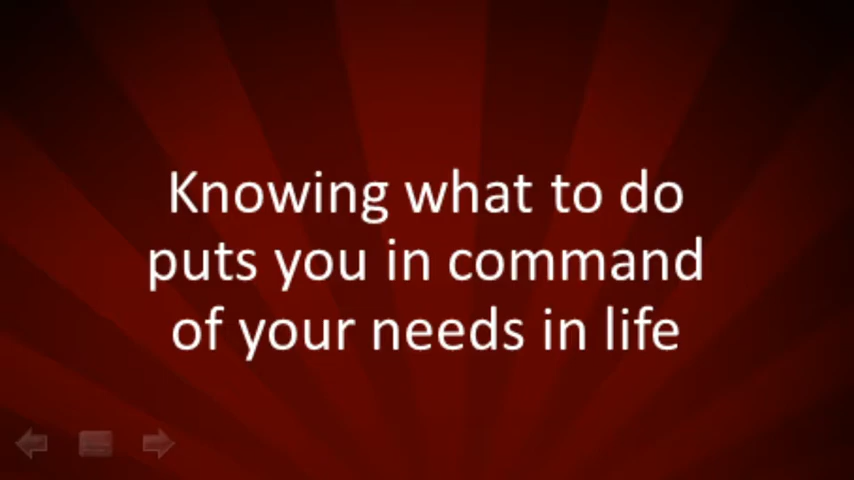 Knowing what to do
puts you in command
of your needs in life